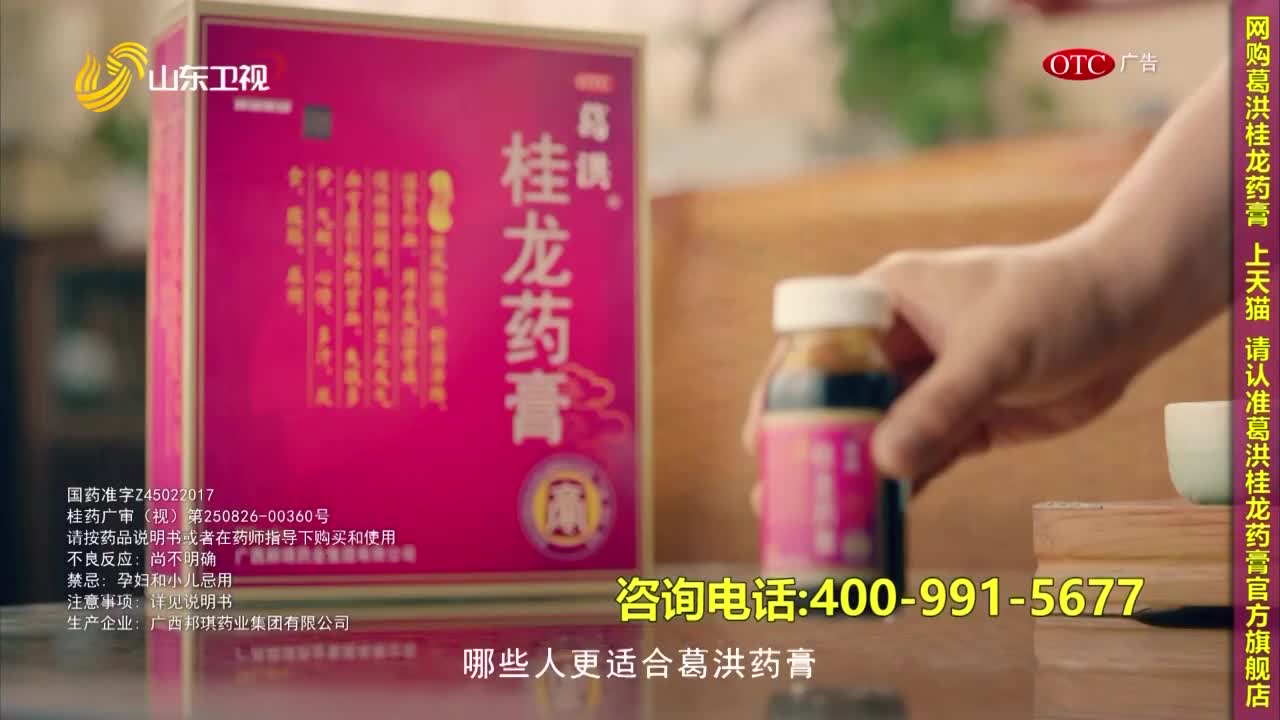 山东卫视
OTC 广告
葛洪
桂龙药膏
国药准字Z45022017
桂药广审（视）第250826-00360号
请按药品说明书或者在药师指导下购买和使用
不良反应：尚不明确
禁忌：孕妇和小儿忌用
注意事项：详见说明书
生产企业：广西邦琪药业集团有限公司
咨询电话:400-991-5677
哪些人更适合葛洪药膏
网购葛洪桂龙药膏 上天猫 请认准葛洪桂龙药膏官方旗舰店